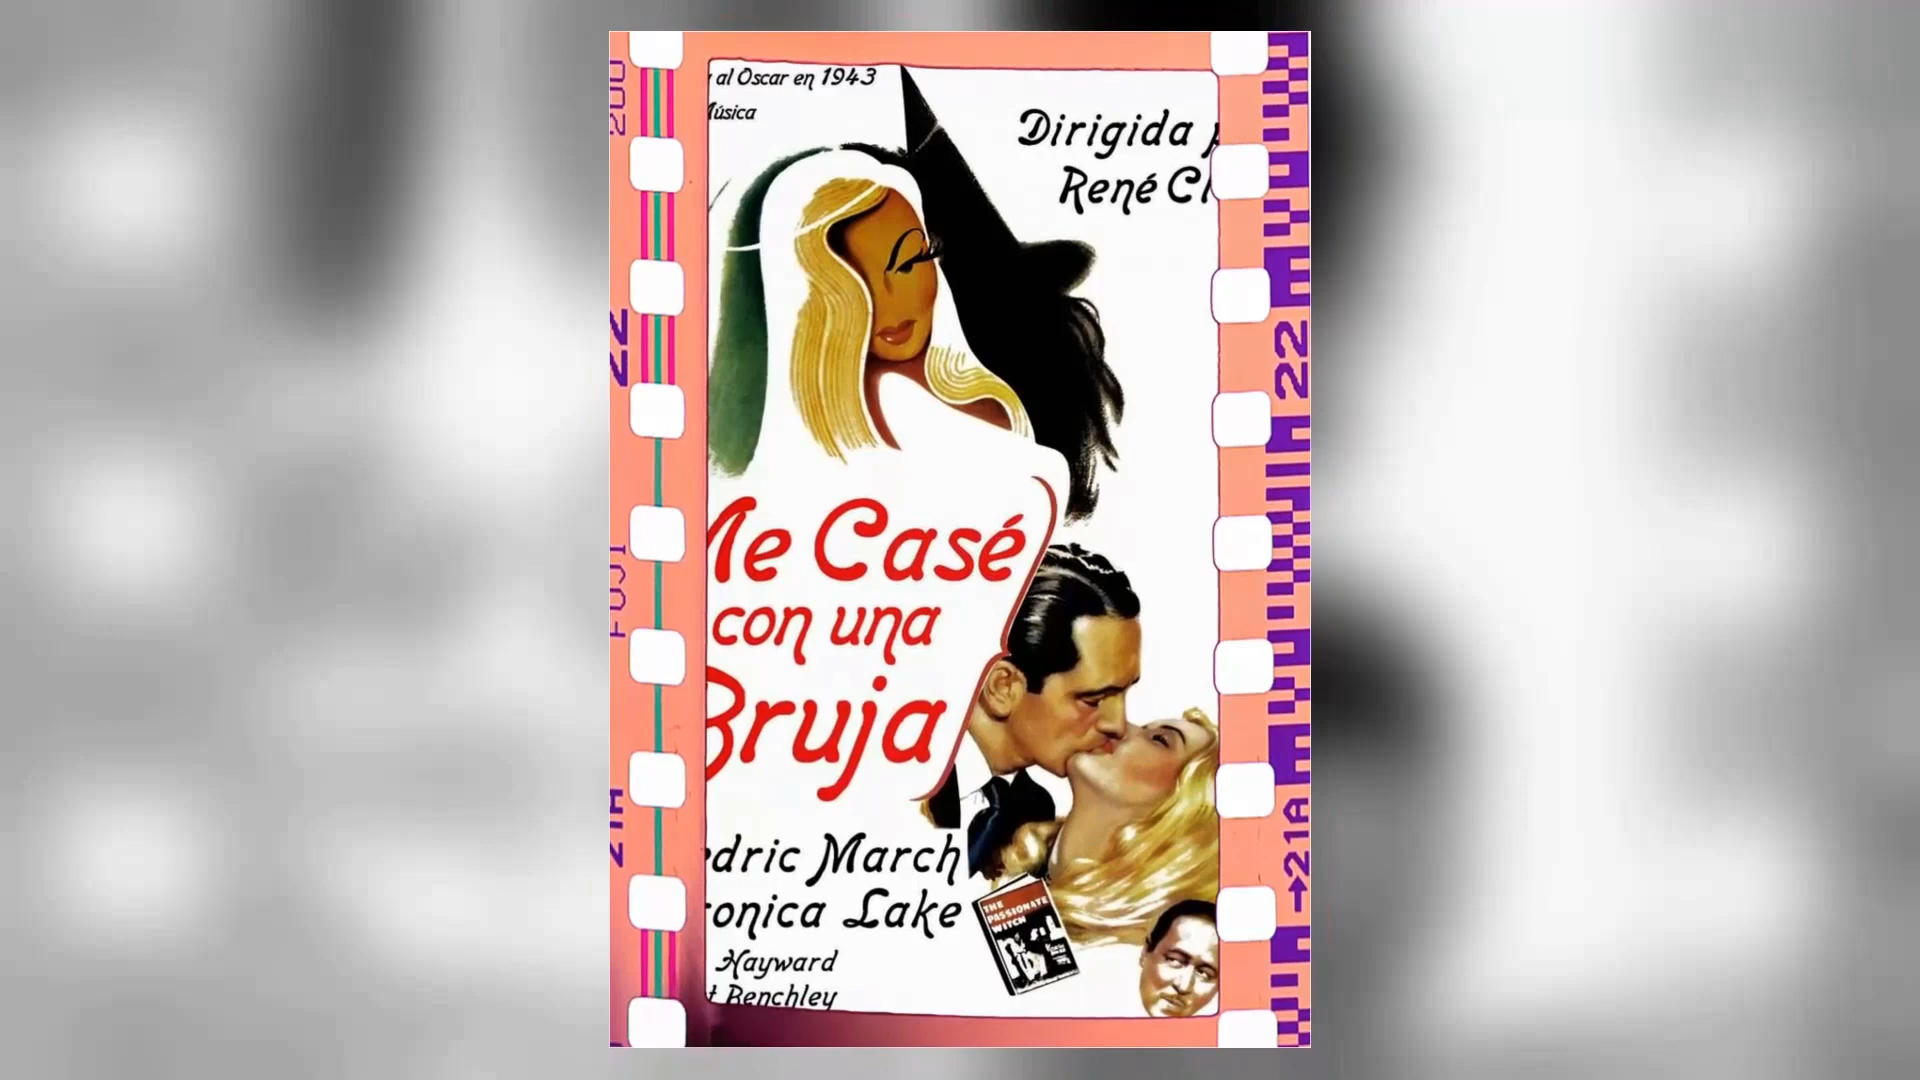 al Oscar en 1943
Música
Dirigida p
René Cl
Me Casé
con una
Bruja
edric March
ronica Lake
Hayward
t Benchley
THE
PASSIONATE
WITCH
200
22
FUJI
21A
22
→21A